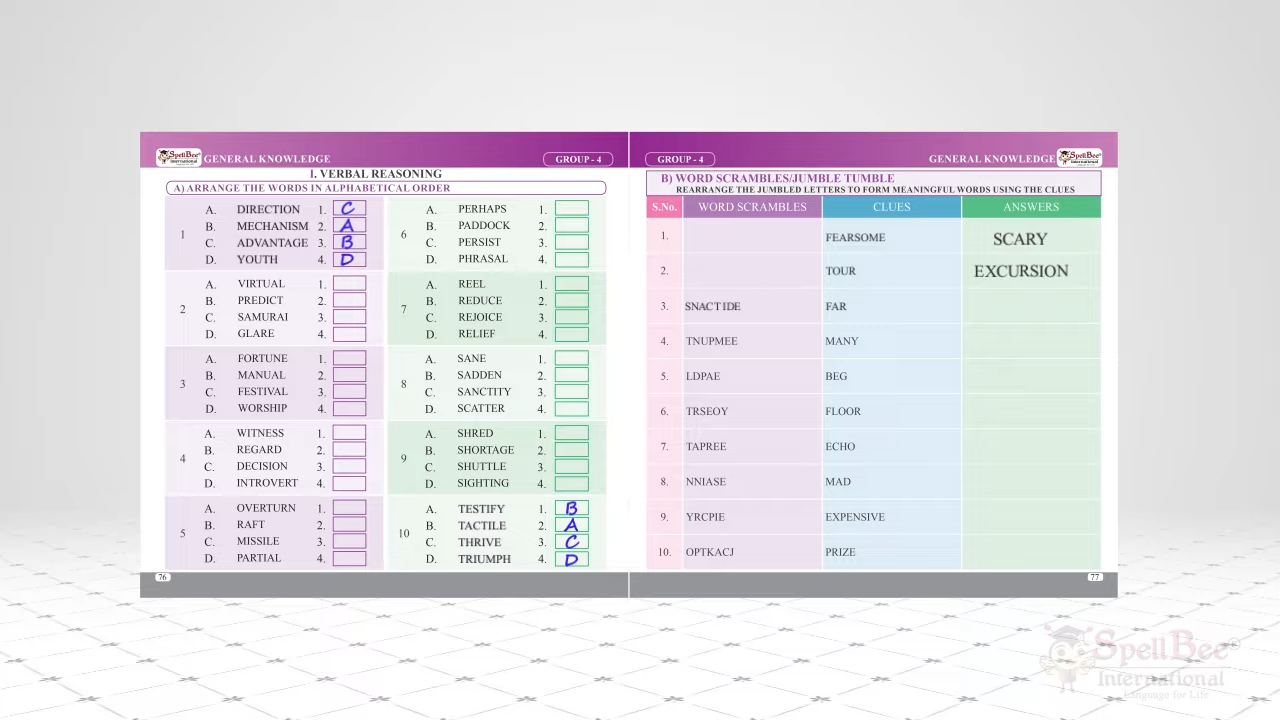 SpellBee International
GENERAL KNOWLEDGE
GROUP - 4
I. VERBAL REASONING
A) ARRANGE THE WORDS IN ALPHABETICAL ORDER
1
A. DIRECTION 1. C
B. MECHANISM 2. A
C. ADVANTAGE 3. B
D. YOUTH 4. D
2
A. VIRTUAL 1.
B. PREDICT 2.
C. SAMURAI 3.
D. GLARE 4.
3
A. FORTUNE 1.
B. MANUAL 2.
C. FESTIVAL 3.
D. WORSHIP 4.
4
A. WITNESS 1.
B. REGARD 2.
C. DECISION 3.
D. INTROVERT 4.
5
A. OVERTURN 1.
B. RAFT 2.
C. MISSILE 3.
D. PARTIAL 4.
6
A. PERHAPS 1.
B. PADDOCK 2.
C. PERSIST 3.
D. PHRASAL 4.
7
A. REEL 1.
B. REDUCE 2.
C. REJOICE 3.
D. RELIEF 4.
8
A. SANE 1.
B. SADDEN 2.
C. SANCTITY 3.
D. SCATTER 4.
9
A. SHRED 1.
B. SHORTAGE 2.
C. SHUTTLE 3.
D. SIGHTING 4.
10
A. TESTIFY 1. B
B. TACTILE 2. A
C. THRIVE 3. C
D. TRIUMPH 4. D
76
GROUP - 4
GENERAL KNOWLEDGE
SpellBee International
B) WORD SCRAMBLES/JUMBLE TUMBLE
REARRANGE THE JUMBLED LETTERS TO FORM MEANINGFUL WORDS USING THE CLUES
S.No. WORD SCRAMBLES CLUES ANSWERS
1. FEARSOME SCARY
2. TOUR EXCURSION
3. SNACTIDE FAR
4. TNUPMEE MANY
5. LDPAE BEG
6. TRSEOY FLOOR
7. TAPREE ECHO
8. NNIASE MAD
9. YRCPIE EXPENSIVE
10. OPTKACJ PRIZE
77
SpellBee®
International
Language for Life